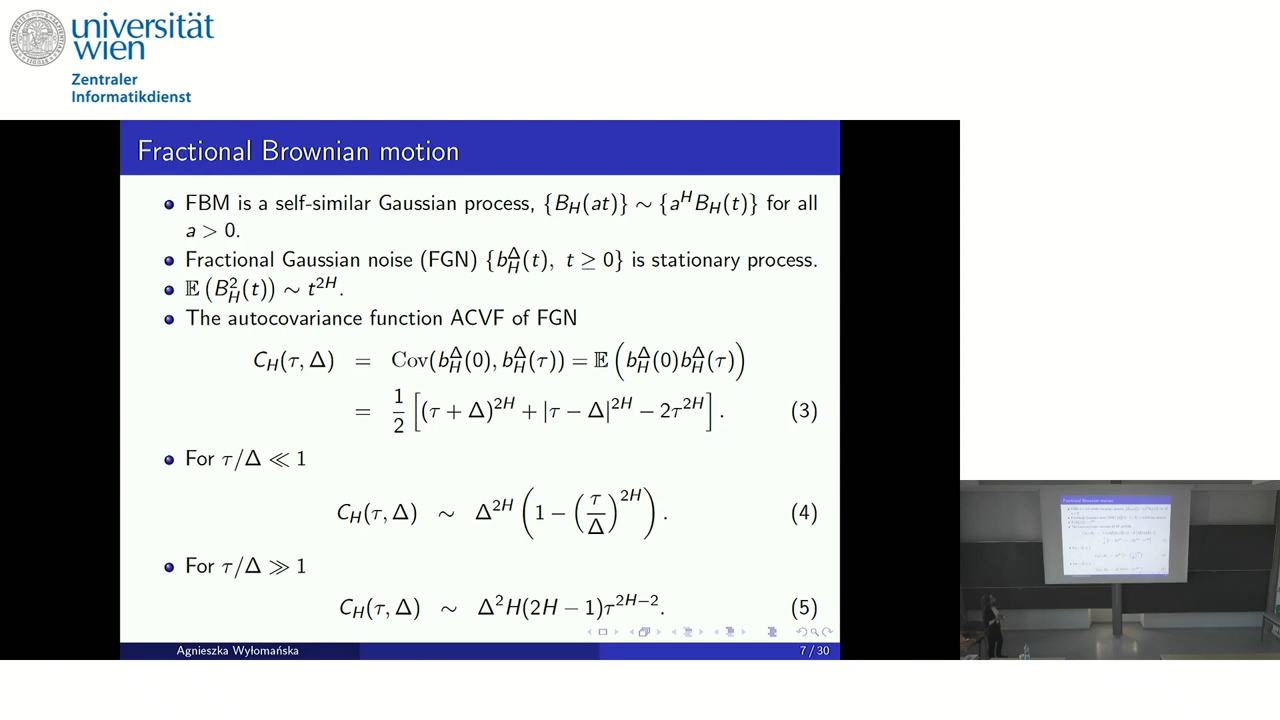 universität
wien
Zentraler
Informatikdienst
Fractional Brownian motion
FBM is a self-similar Gaussian process, {B_H(at)} ∼ {a^H B_H(t)} for all
a > 0.
Fractional Gaussian noise (FGN) {b_H^Δ(t), t ≥ 0} is stationary process.
𝔼 (B_H^2(t)) ∼ t^{2H}.
The autocovariance function ACVF of FGN
C_H(τ, Δ) = Cov(b_H^Δ(0), b_H^Δ(τ)) = 𝔼 (b_H^Δ(0)b_H^Δ(τ))
= 1/2 [(τ + Δ)^{2H} + |τ − Δ|^{2H} − 2τ^{2H}]. (3)
For τ/Δ ≪ 1
C_H(τ, Δ) ∼ Δ^{2H} (1 − (τ/Δ)^{2H}). (4)
For τ/Δ ≫ 1
C_H(τ, Δ) ∼ Δ^2 H(2H − 1)τ^{2H−2}. (5)
Agnieszka Wyłomańska 7 / 30
Fractional Brownian motion